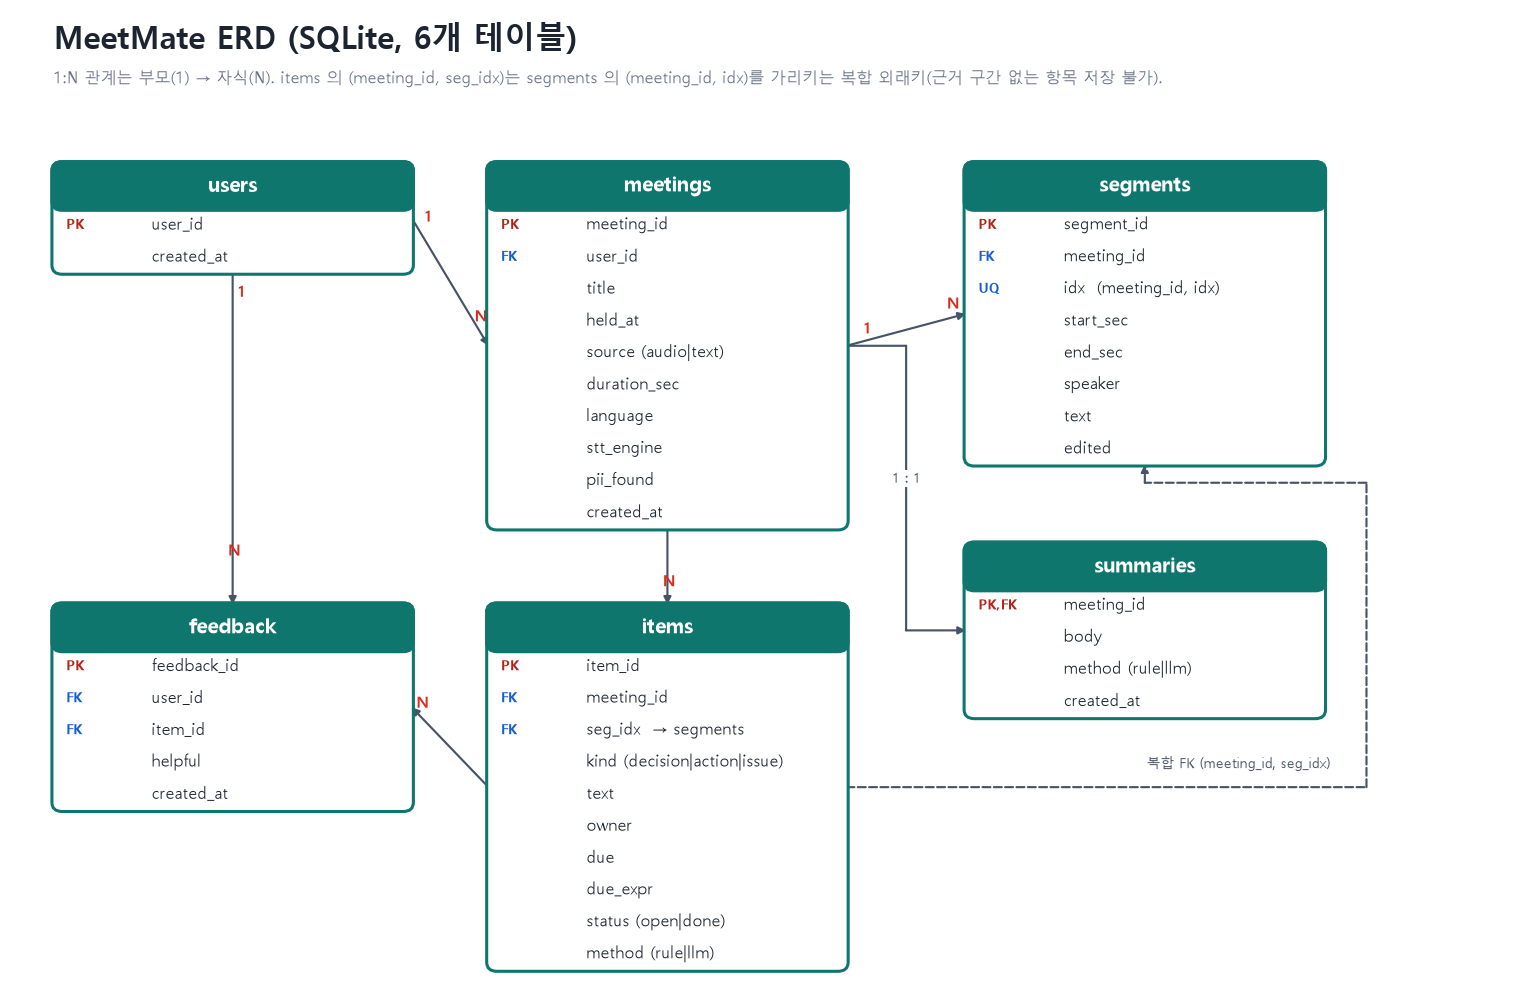 MeetMate ERD (SQLite, 6개 테이블)
1:N 관계는 부모(1) → 자식(N). items 의 (meeting_id, seg_idx)는 segments 의 (meeting_id, idx)를 가리키는 복합 외래키(근거 구간 없는 항목 저장 불가).
users
PK user_id
created_at
1
1
N
N
meetings
PK meeting_id
FK user_id
title
held_at
source (audio|text)
duration_sec
language
stt_engine
pii_found
created_at
1
N
1 : 1
N
segments
PK segment_id
FK meeting_id
UQ idx (meeting_id, idx)
start_sec
end_sec
speaker
text
edited
feedback
PK feedback_id
FK user_id
FK item_id
helpful
created_at
N
items
PK item_id
FK meeting_id
FK seg_idx → segments
kind (decision|action|issue)
text
owner
due
due_expr
status (open|done)
method (rule|llm)
summaries
PK,FK meeting_id
body
method (rule|llm)
created_at
복합 FK (meeting_id, seg_idx)